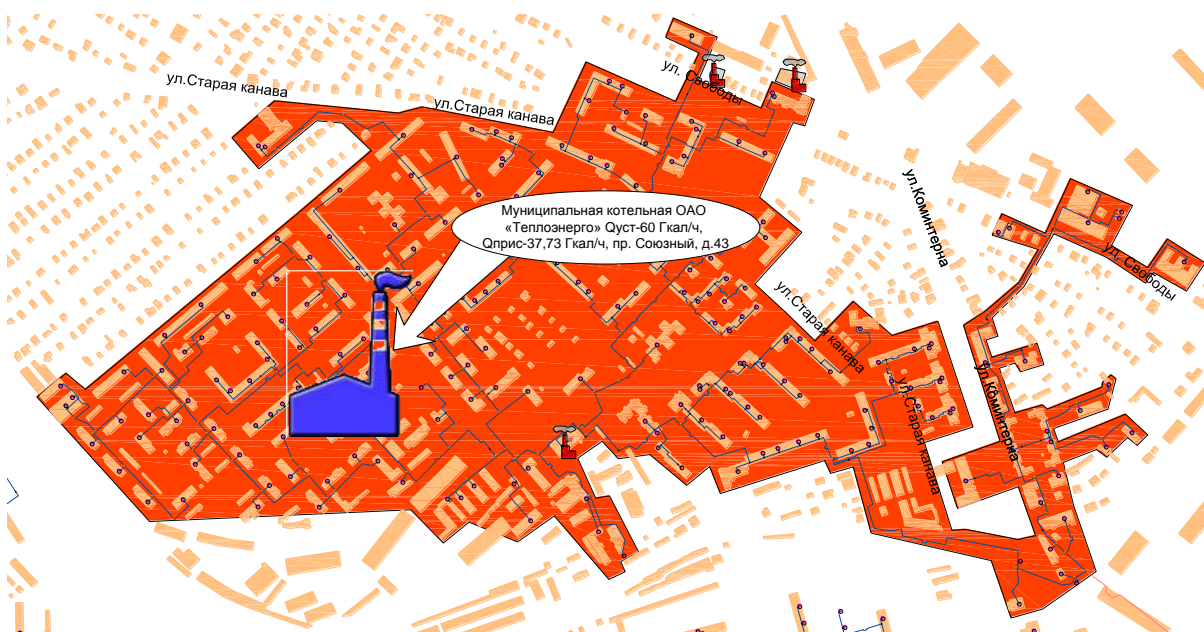 ул. Свободы
ул.Старая канава
ул.Старая канава
ул.Коминтерна
Муниципальная котельная ОАО
«Теплоэнерго» Qуст-60 Гкал/ч,
Qприс-37,73 Гкал/ч, пр. Союзный, д.43
ул. Свободы
ул.Старая канава
ул.Коминтерна
ул.Старая канава